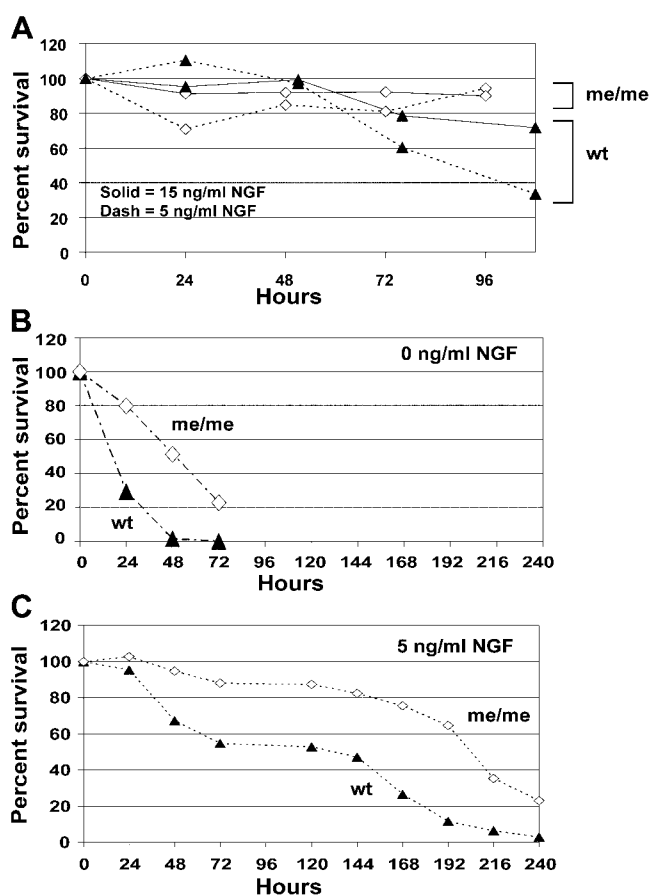 A
Percent survival
120
100
80
60
40
20
0
me/me
wt
Solid = 15 ng/ml NGF
Dash = 5 ng/ml NGF
0 24 48 72 96
Hours
B
Percent survival
120
100
80
60
40
20
0
0 ng/ml NGF
me/me
wt
0 24 48 72 96 120 144 168 192 216 240
Hours
C
Percent survival
120
100
80
60
40
20
0
5 ng/ml NGF
me/me
wt
0 24 48 72 96 120 144 168 192 216 240
Hours